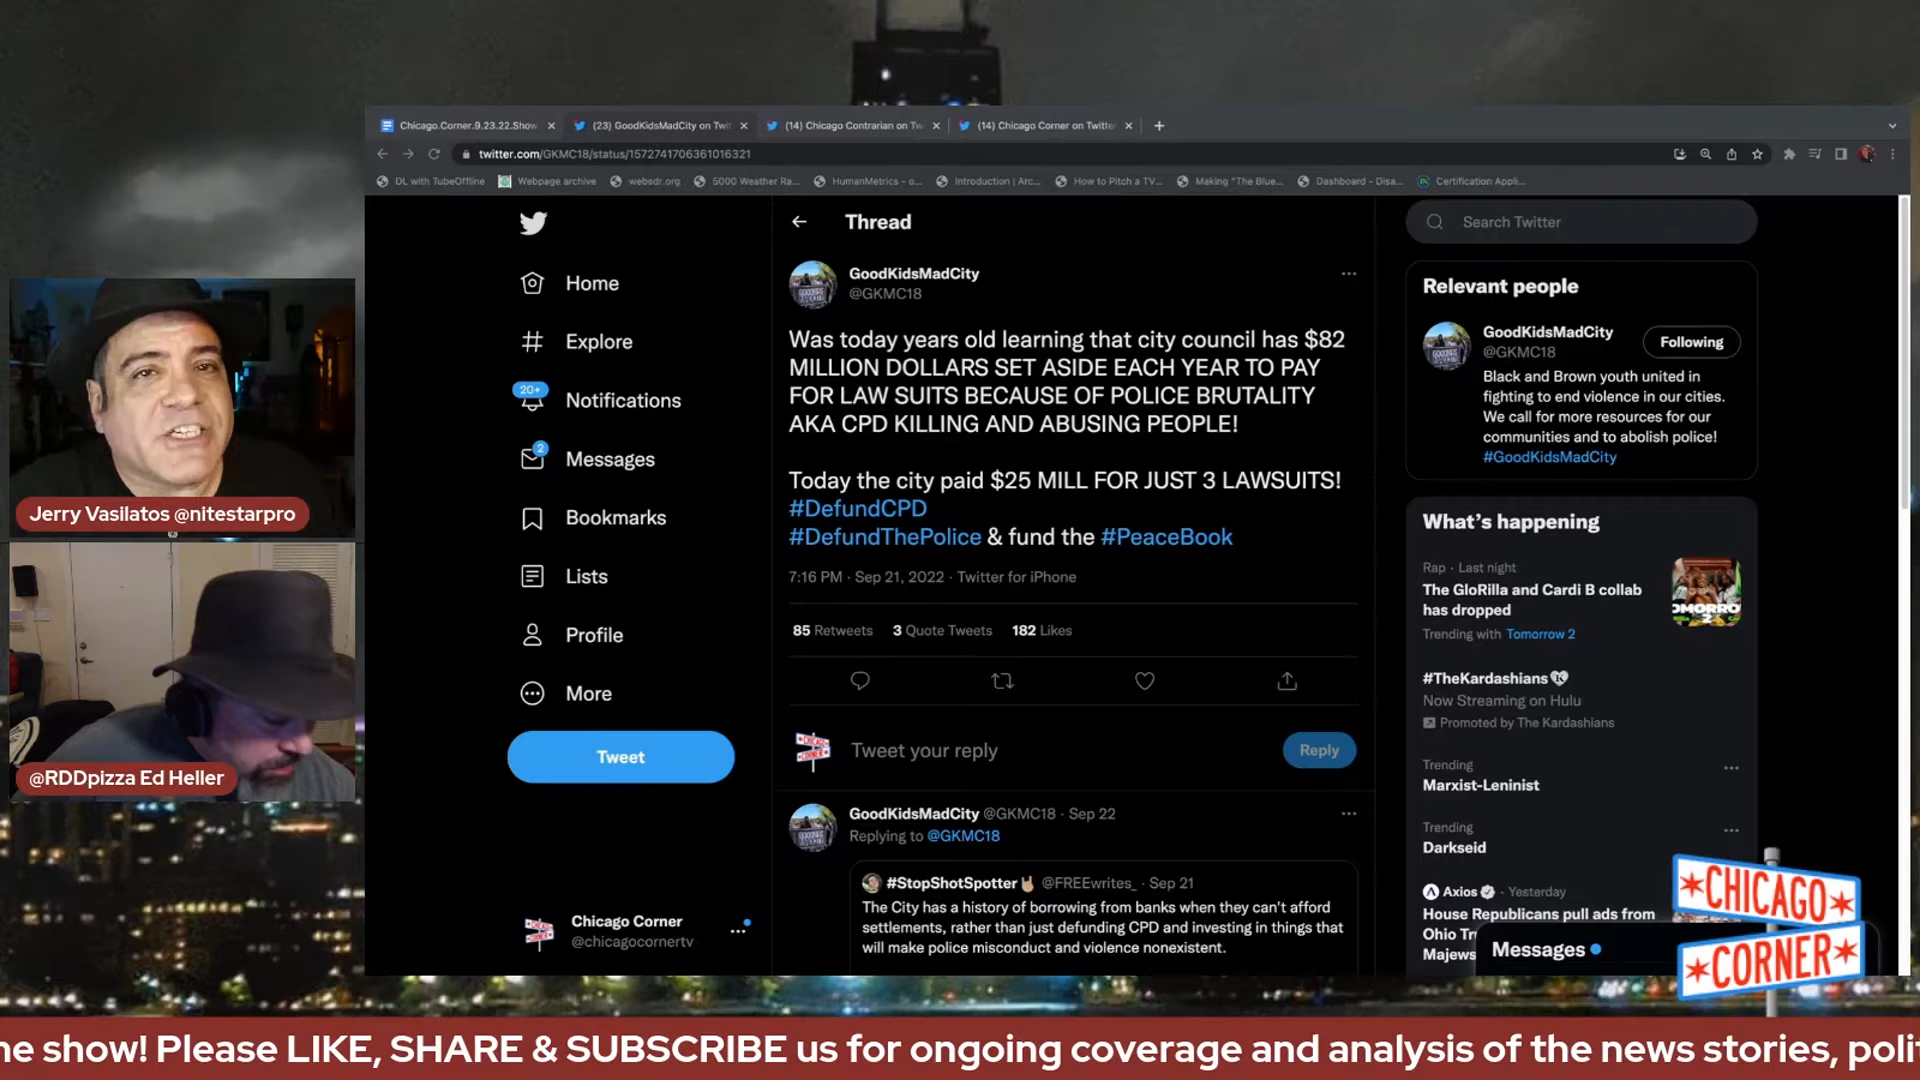 Chicago.Corner.9.23.22.Show
(23) GoodKidsMadCity on Twit
(14) Chicago Contrarian on Tw
(14) Chicago Corner on Twitter
twitter.com/GKMC18/status/1572741706361016321
DL with TubeOffline
Webpage archive
websdr.org
5000 Weather Ra...
HumanMetrics - o...
Introduction | Arc...
How to Pitch a TV...
Making "The Blue...
Dashboard - Disa...
Certification Appli...
Home
Explore
20+
Notifications
2
Messages
Bookmarks
Lists
Profile
More
Tweet
Chicago Corner
@chicagocornertv
Thread
GoodKidsMadCity
@GKMC18
Was today years old learning that city council has $82
MILLION DOLLARS SET ASIDE EACH YEAR TO PAY
FOR LAW SUITS BECAUSE OF POLICE BRUTALITY
AKA CPD KILLING AND ABUSING PEOPLE!
Today the city paid $25 MILL FOR JUST 3 LAWSUITS!
#DefundCPD
#DefundThePolice & fund the #PeaceBook
7:16 PM · Sep 21, 2022 · Twitter for iPhone
85 Retweets 3 Quote Tweets 182 Likes
Tweet your reply
Reply
GoodKidsMadCity @GKMC18 · Sep 22
Replying to @GKMC18
#StopShotSpotter🤘🏽 @FREEwrites_ · Sep 21
The City has a history of borrowing from banks when they can't afford
settlements, rather than just defunding CPD and investing in things that
will make police misconduct and violence nonexistent.
Search Twitter
Relevant people
GoodKidsMadCity
@GKMC18
Following
Black and Brown youth united in
fighting to end violence in our cities.
We call for more resources for our
communities and to abolish police!
#GoodKidsMadCity
What's happening
Rap · Last night
The GloRilla and Cardi B collab
has dropped
Trending with Tomorrow 2
#TheKardashians
Now Streaming on Hulu
Promoted by The Kardashians
Trending
Marxist-Leninist
Trending
Darkseid
Axios · Yesterday
House Republicans pull ads from
Ohio Tr
Majews
Messages
CHICAGO
CORNER
Jerry Vasilatos @nitestarpro
@RDDpizza Ed Heller
he show! Please LIKE, SHARE & SUBSCRIBE us for ongoing coverage and analysis of the news stories, polit